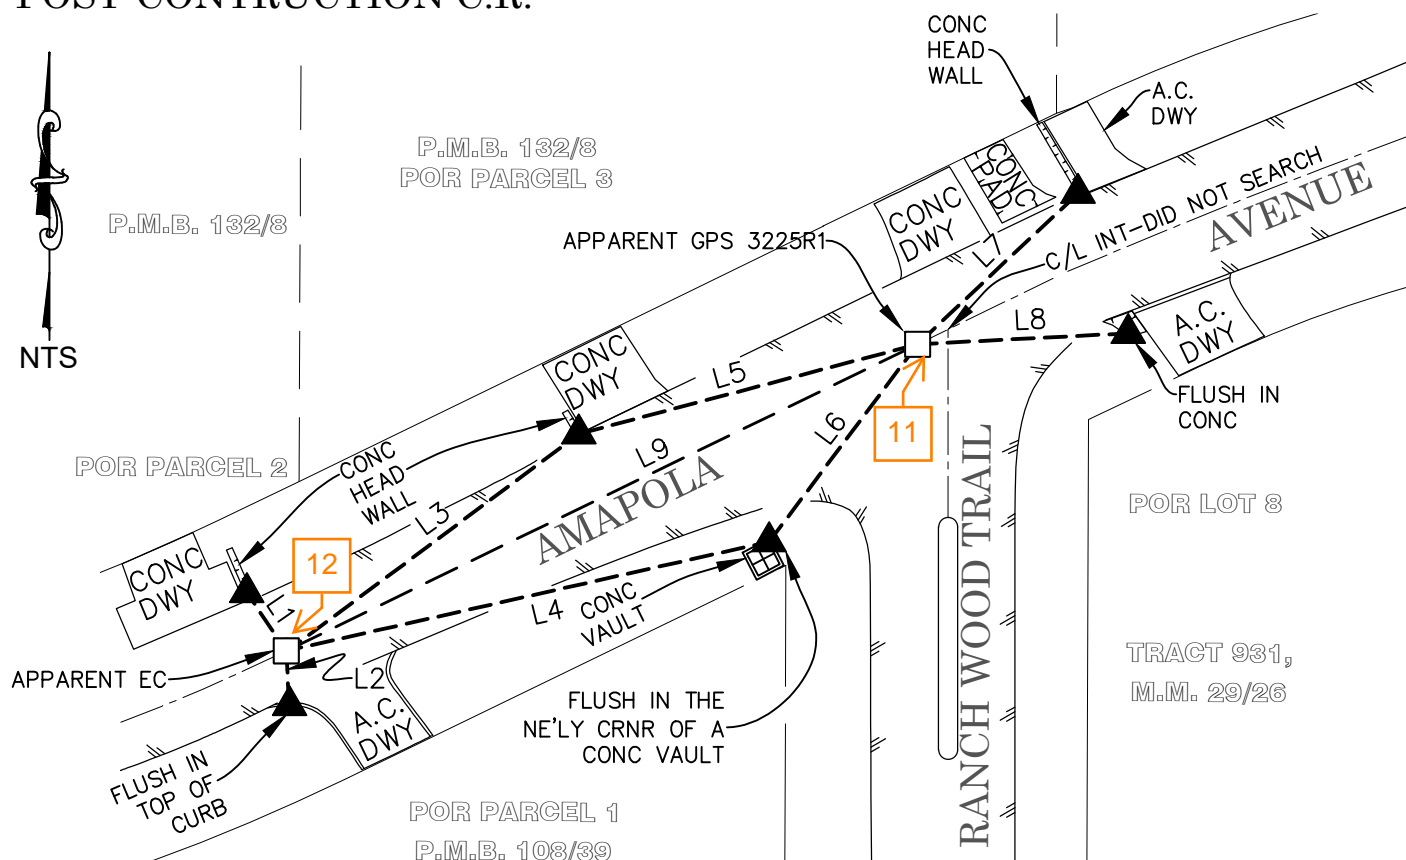 POST CONTRUCTION C.R.
CONC
HEAD
WALL
A.C.
DWY
P.M.B. 132/8
POR PARCEL 3
P.M.B. 132/8
CONC
PAD
CONC
DWY
C/L INT-DID NOT SEARCH
AVENUE
APPARENT GPS 3225R1
L7
NTS
L8
A.C.
DWY
CONC
DWY
L5
FLUSH IN
CONC
11
L6
L9
CONC
HEAD
WALL
POR PARCEL 2
AMAPOLA
L3
POR LOT 8
12
CONC
DWY
L1
L4
CONC
VAULT
RANCH WOOD TRAIL
APPARENT EC
L2
TRACT 931,
M.M. 29/26
FLUSH IN THE
NE'LY CRNR OF A
CONC VAULT
A.C.
DWY
FLUSH IN
TOP OF
CURB
POR PARCEL 1
P.M.B. 108/39